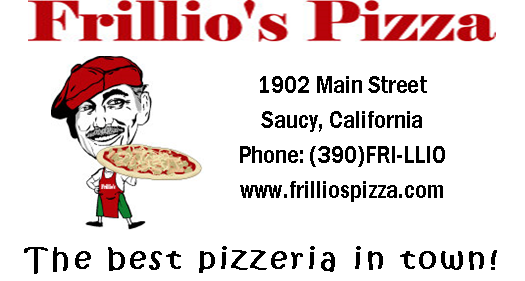 Frillio's Pizza
1902 Main Street
Saucy, California
Phone: (390)FRI-LLIO
www.frilliospizza.com
Frillio's
The best pizzeria in town!